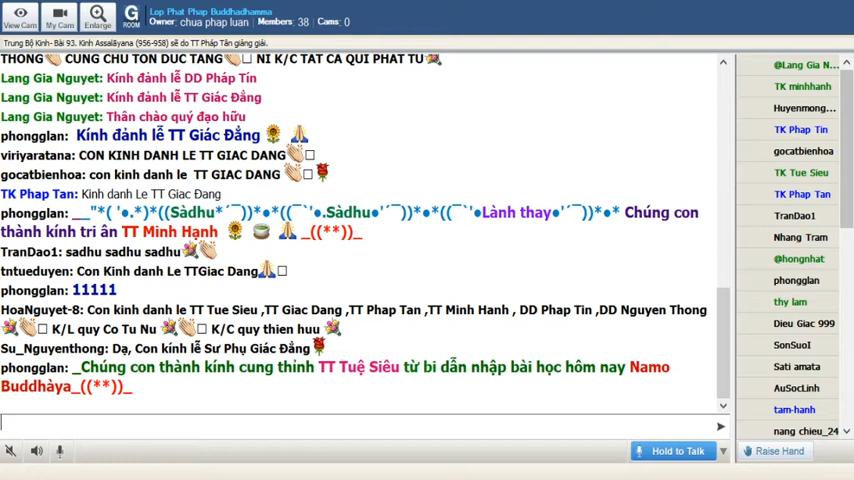 View Cam
My Cam
Enlarge
G
ROOM
Lop Phat Phap Buddhadhamma
Owner: chua phap luan / Members: 38 / Cams: 0
Trung Bộ Kinh- Bài 93. Kinh Assalāyana (956-958) sẽ do TT Pháp Tân giảng giải.
THONG CUNG CHU TON DUC TANG NI K/C TAT CA QUI PHAT TU
Lang Gia Nguyet: Kính đảnh lễ DD Pháp Tín
Lang Gia Nguyet: Kính đảnh lễ TT Giác Đẳng
Lang Gia Nguyet: Thân chào quý đạo hữu
phongglan: Kính đảnh lễ TT Giác Đẳng
viriyaratana: CON KINH DANH LE TT GIAC DANG
gocatbienhoa: con kinh danh le TT GIAC DANG
TK Phap Tan: Kinh danh Le TT Giac Đang
phongglan: __"*( '•.*)*((Sàdhu*´¯))*•*((¯`'•.Sàdhu•'´¯))*•*((¯`'•Lành thay•'´¯))*•* Chúng con
thành kính tri ân TT Minh Hạnh _((**))_
TranDao1: sadhu sadhu sadhu
tntueduyen: Con Kinh danh Le TTGiac Dang
phongglan: 11111
HoaNguyet-8: Con kinh danh le TT Tue Sieu ,TT Giac Dang ,TT Phap Tan ,TT Minh Hanh , DD Phap Tin ,DD Nguyen Thong
K/L quy Co Tu Nu K/C quy thien huu
Su_Nguyenthong: Dạ, Con kính lễ Sư Phụ Giác Đẳng
phongglan: _Chúng con thành kính cung thỉnh TT Tuệ Siêu từ bi dẫn nhập bài học hôm nay Namo
Buddhàya_((**))_
Hold to Talk
@Lang Gia N...
TK minhhanh
Huyenmong...
TK Phap Tin
gocatbienhoa
TK Tue Sieu
TK Phap Tan
TranDao1
Nhang Tram
@hongnhat
phongglan
thy lam
Dieu Giac 999
SonSuoI
Sati amata
AuSocLinh
tam-hanh
nang chieu_24
Raise Hand